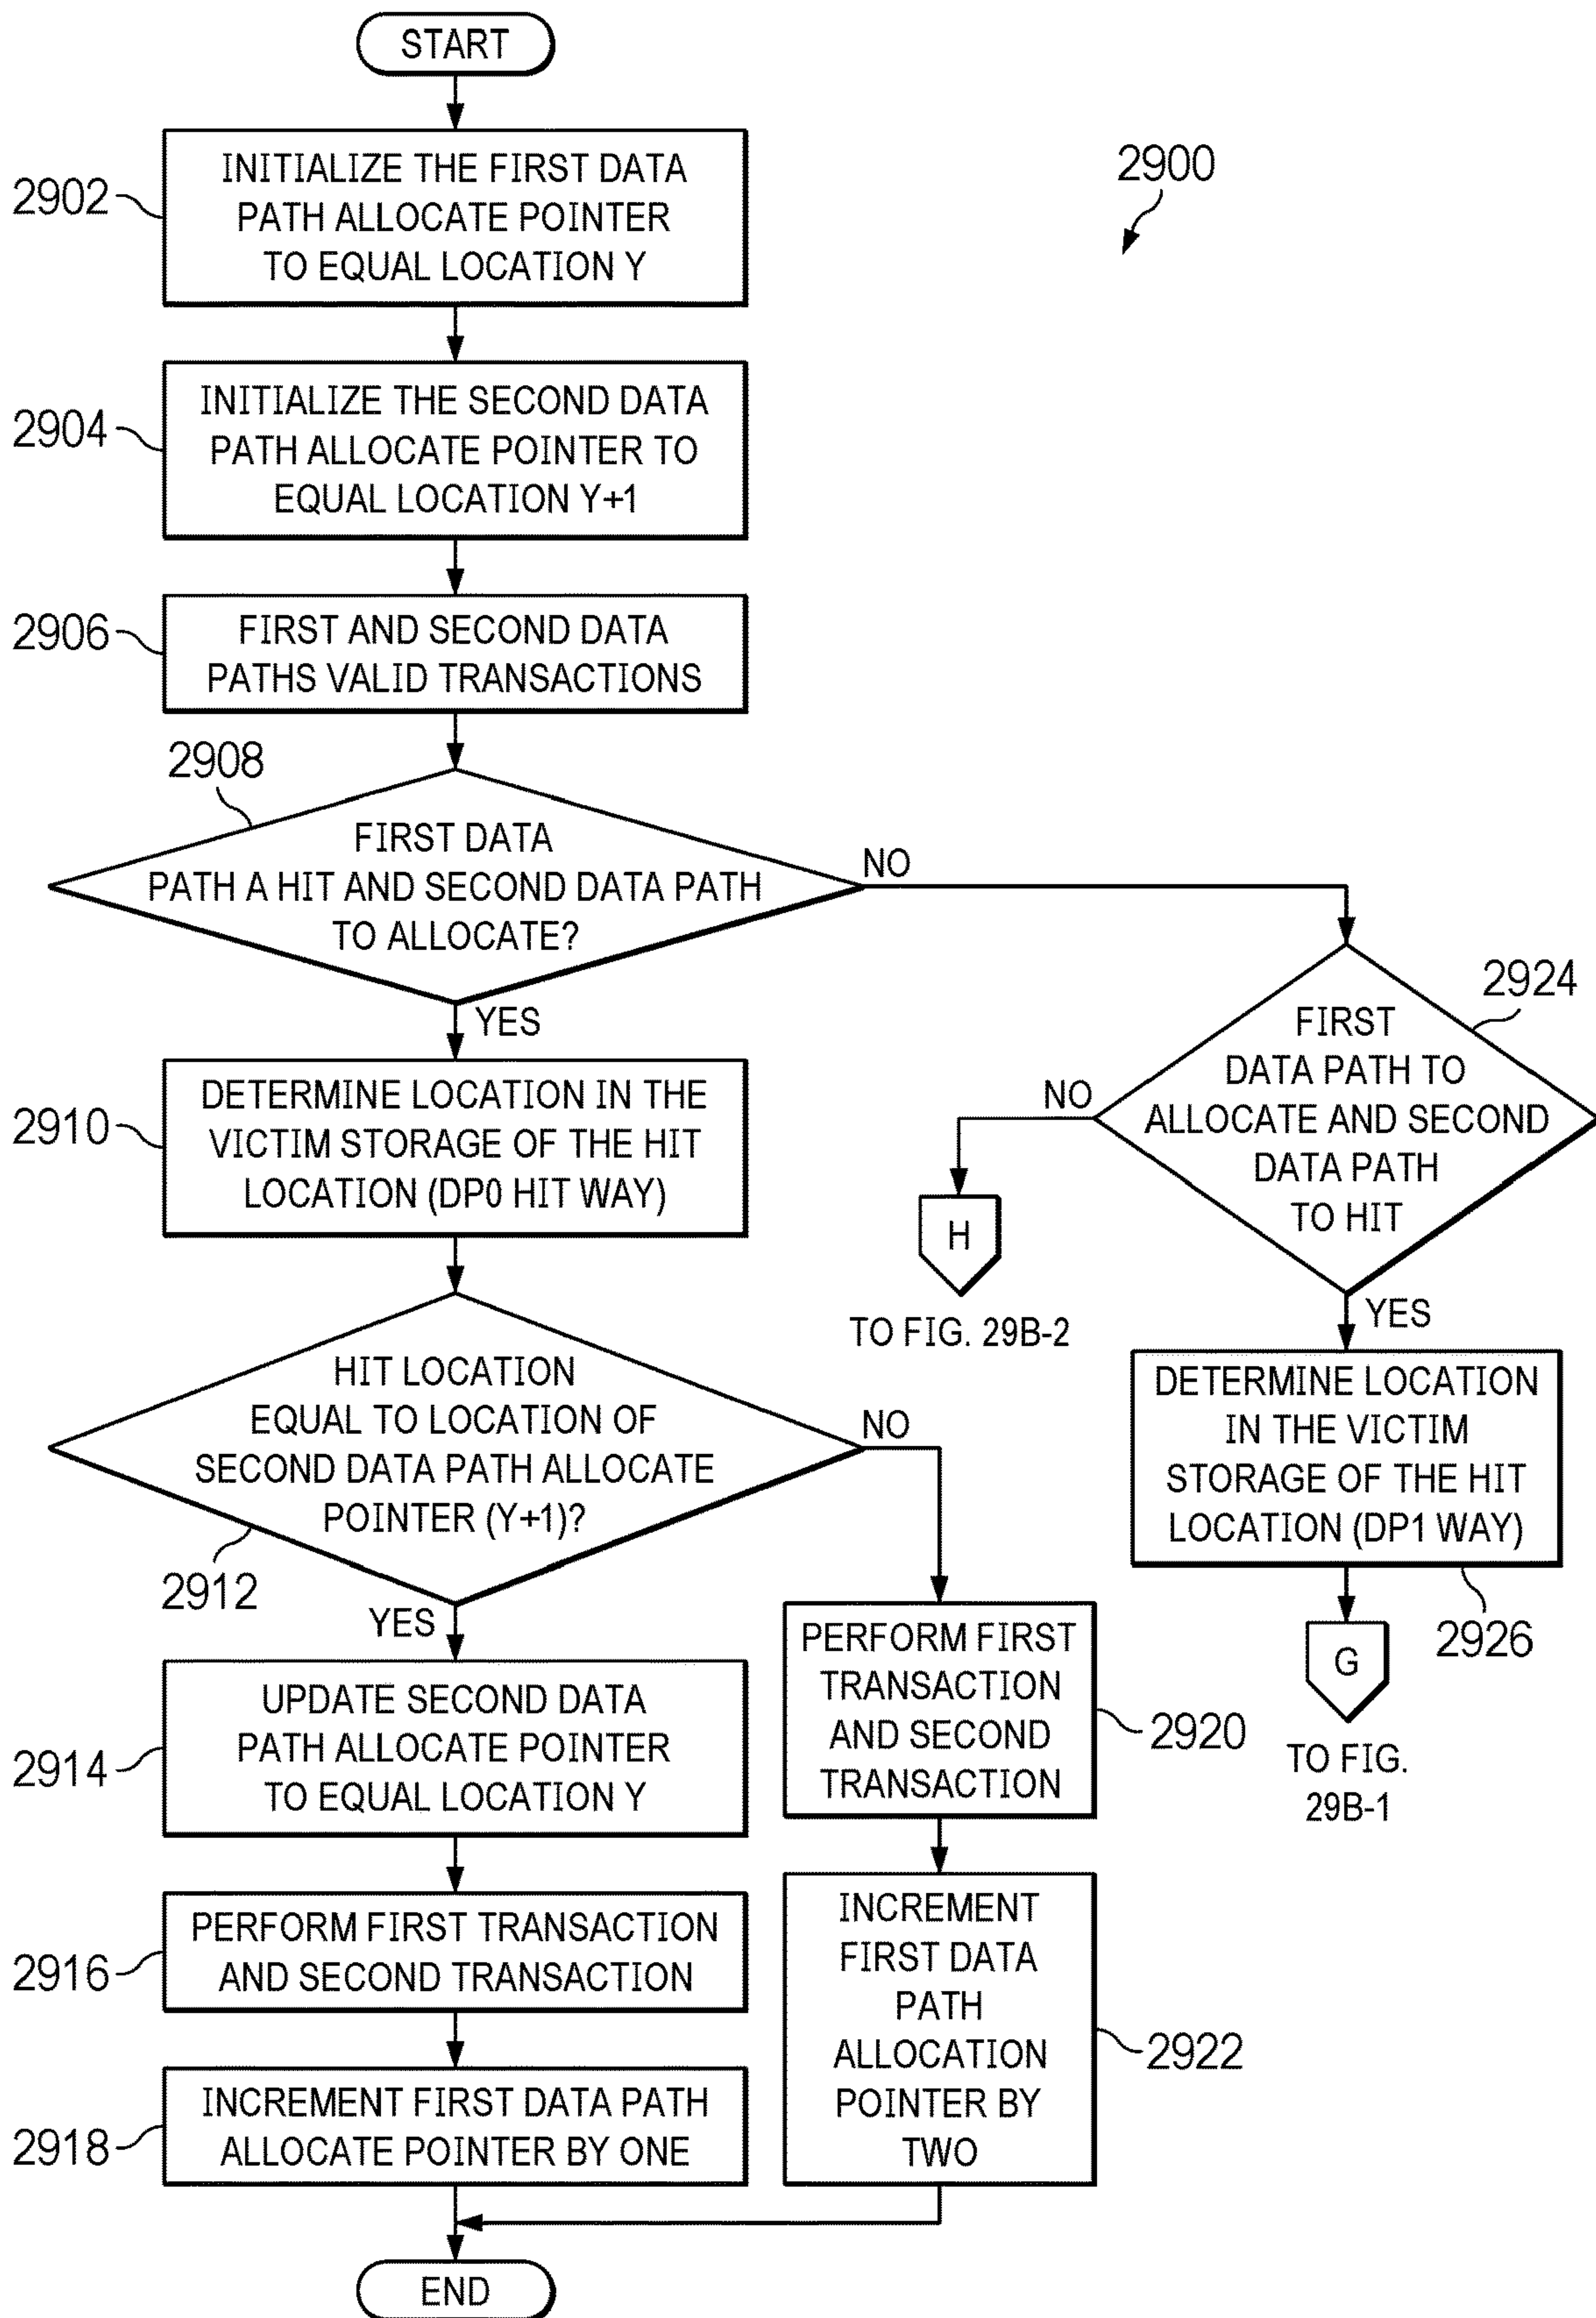 START
2900
2902
INITIALIZE THE FIRST DATA
PATH ALLOCATE POINTER
TO EQUAL LOCATION Y
2904
INITIALIZE THE SECOND DATA
PATH ALLOCATE POINTER TO
EQUAL LOCATION Y+1
2906
FIRST AND SECOND DATA
PATHS VALID TRANSACTIONS
2908
FIRST DATA
PATH A HIT AND SECOND DATA PATH
TO ALLOCATE?
NO
YES
2910
DETERMINE LOCATION IN THE
VICTIM STORAGE OF THE HIT
LOCATION (DP0 HIT WAY)
HIT LOCATION
EQUAL TO LOCATION OF
SECOND DATA PATH ALLOCATE
POINTER (Y+1)?
2912
NO
YES
2914
UPDATE SECOND DATA
PATH ALLOCATE POINTER
TO EQUAL LOCATION Y
2916
PERFORM FIRST TRANSACTION
AND SECOND TRANSACTION
2918
INCREMENT FIRST DATA PATH
ALLOCATE POINTER BY ONE
PERFORM FIRST
TRANSACTION
AND SECOND
TRANSACTION
2920
INCREMENT
FIRST DATA
PATH
ALLOCATION
POINTER BY
TWO
2922
2924
FIRST
DATA PATH TO
ALLOCATE AND SECOND
DATA PATH
TO HIT
NO
H
TO FIG. 29B-2
YES
DETERMINE LOCATION
IN THE VICTIM
STORAGE OF THE HIT
LOCATION (DP1 WAY)
2926
G
TO FIG.
29B-1
END